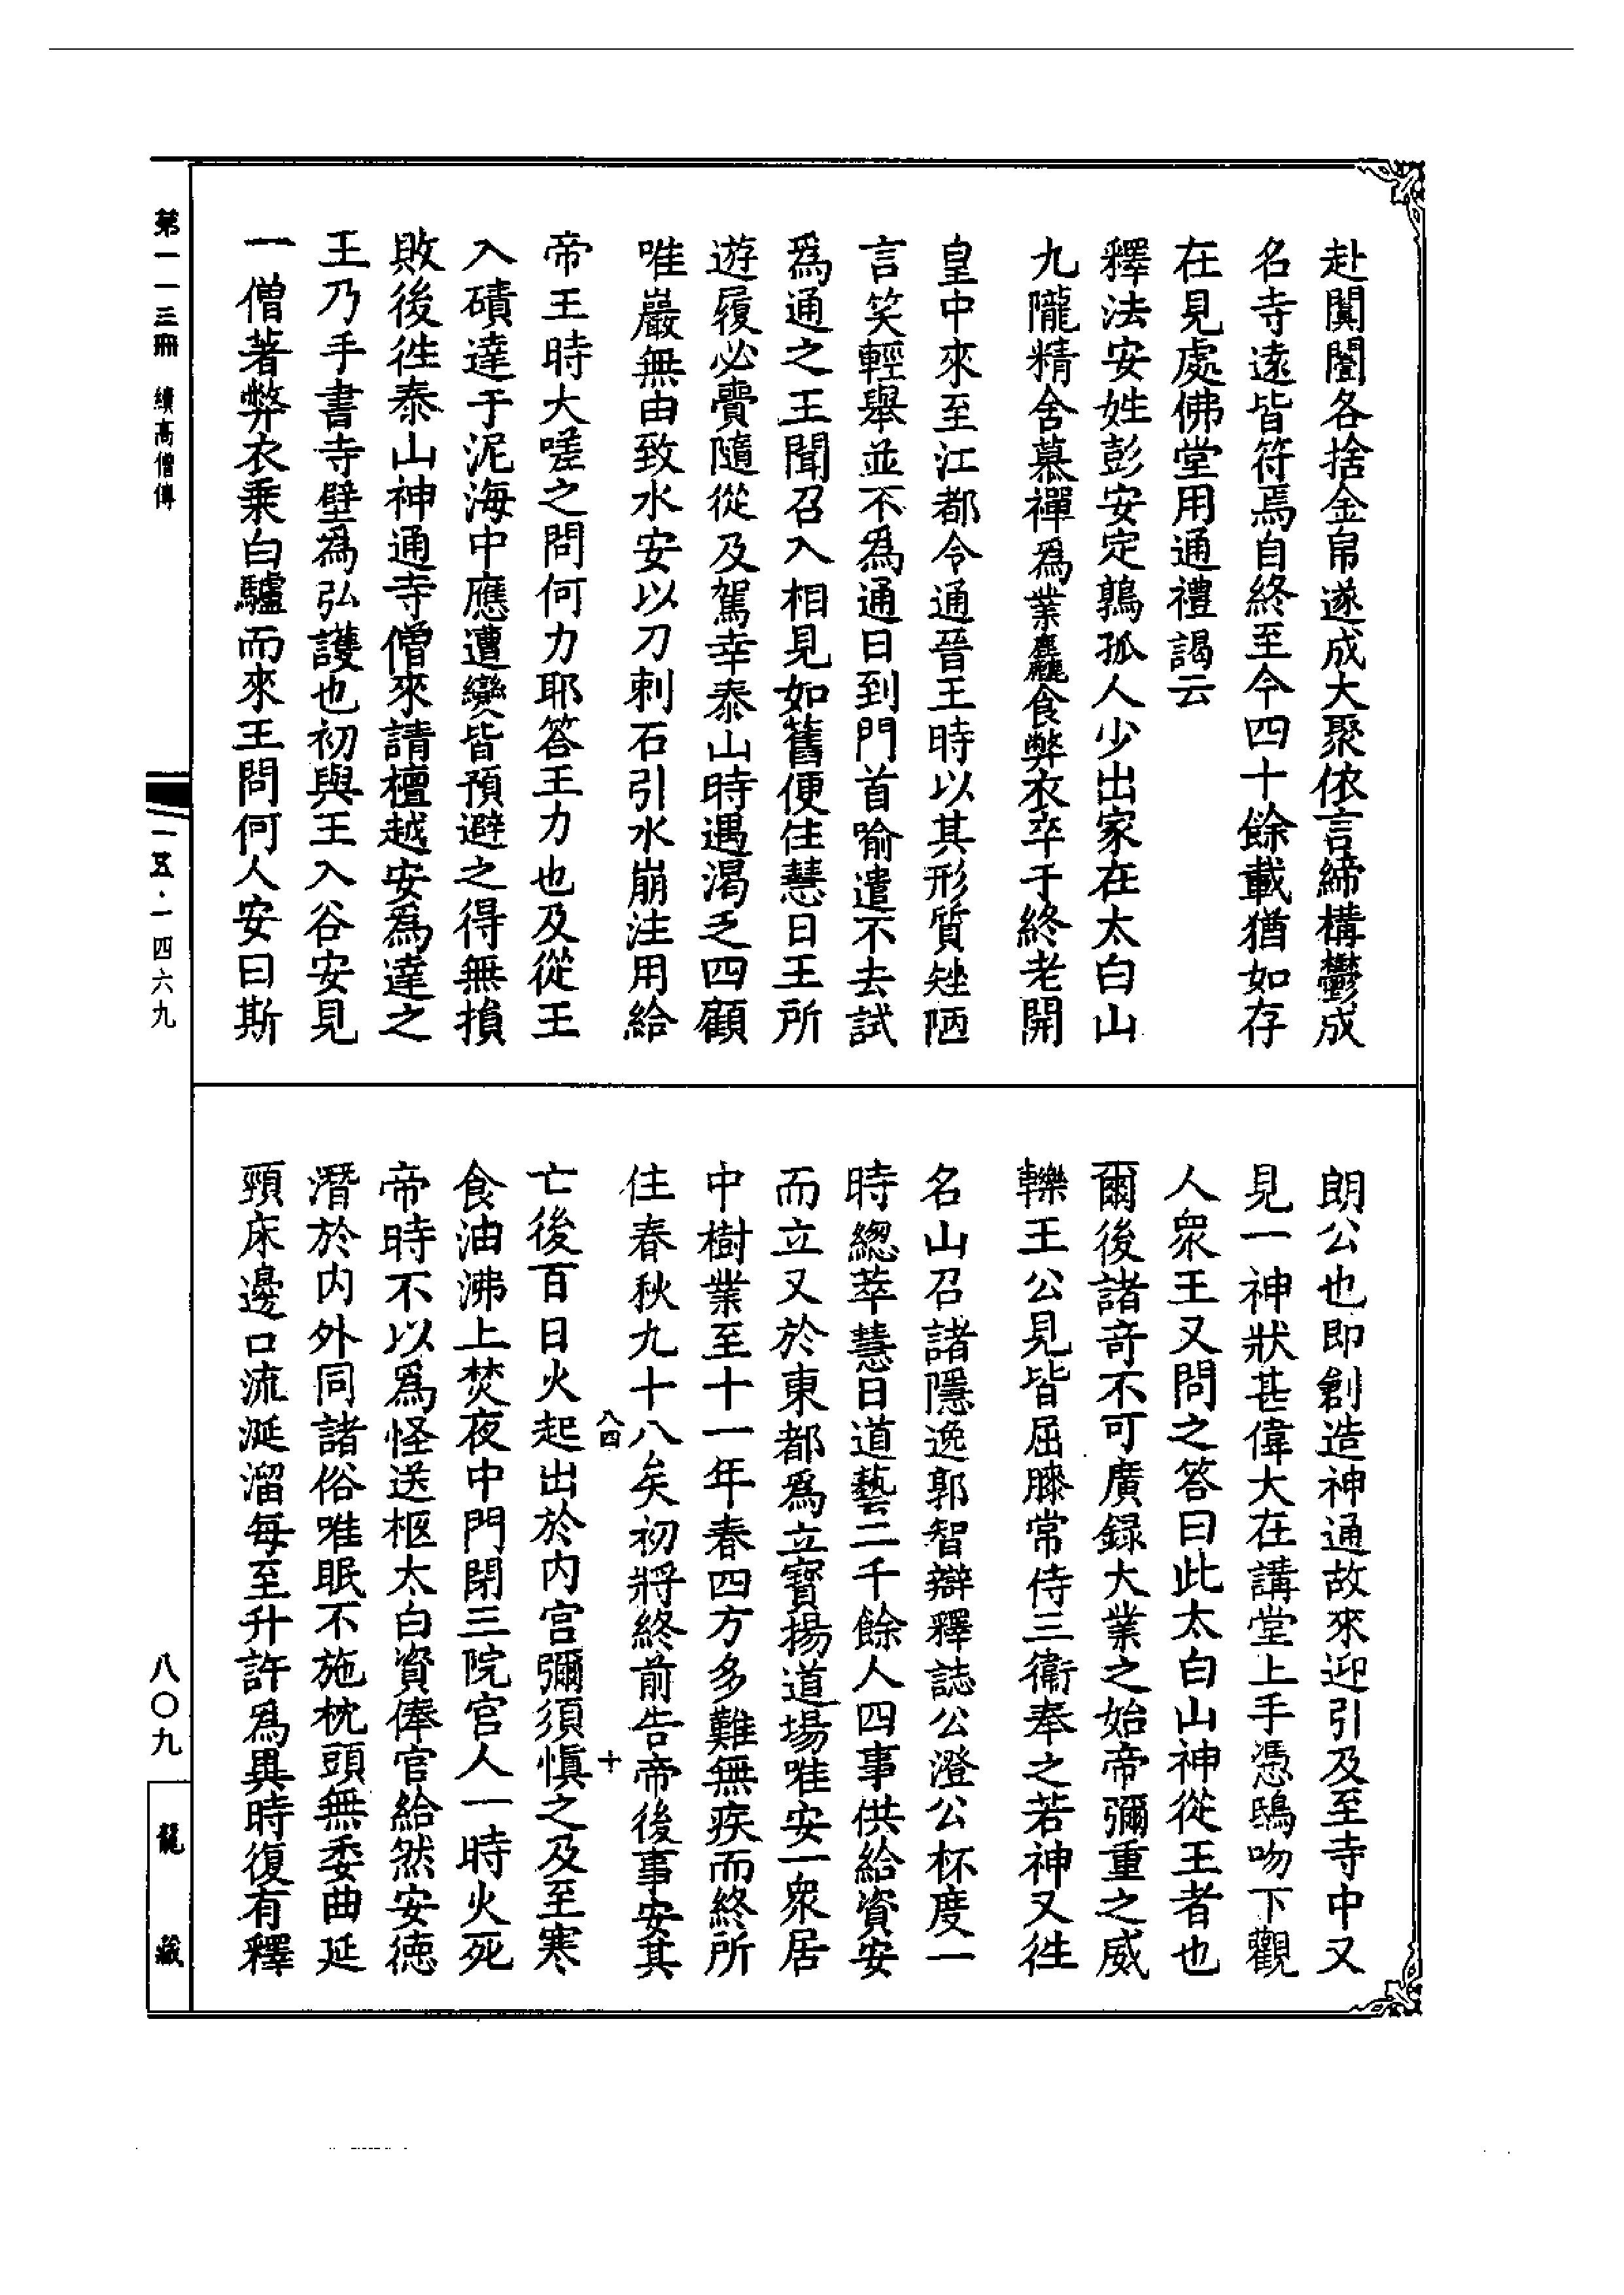 赴闐闔各捨金帛遂成大聚依言締構鬱成
名寺遠皆符焉自終至今四十餘載猶如存
在見處佛堂用通禮謁云
釋法安姓彭安定鶉孤人少出家在太白山
九隴精舍慕禪爲業麤食弊衣卒于終老開
皇中來至江都令通晉王時以其形質矬陋
言笑輕舉並不爲通日到門首喻遣不去試
爲通之王聞召入相見如舊便住慧日王所
遊履必賷隨從及駕幸泰山時遇渴乏四顧
唯巖無由致水安以刀刺石引水崩注用給
帝王時大嗟之問何力耶答王力也及從王
入磧達于泥海中應遭變皆預避之得無損
敗後往泰山神通寺僧來請檀越安爲達之
王乃手書寺壁為弘護也初與王入谷安見
一僧著弊衣乗白驢而來王問何人安曰斯
朗公也即創造神通故來迎引及至寺中又
見一神狀甚偉大在講堂上手憑鴟吻下觀
人衆王又問之答曰此太白山神從王者也
爾後諸竒不可廣録大業之始帝彌重之威
轢王公見皆屈膝常侍三衞奉之若神又往
名山召諸隱逸郭智辯釋誌公澄公杯度一
時緫萃慧日道藝二千餘人四事供給資安
而立又於東都爲立寶揚道場唯安一衆居
中樹業至十一年春四方多難無疾而終所
住春秋九十八矣初將終前告帝後事安其
亡後百日火起出於内宮彌須慎之及至寒
食油沸上焚夜中門閉三院宮人一時火死
帝時不以爲怪送柩太白資俸官給然安徳
潛於内外同諸俗唯眠不施枕頭無委曲延
頸床邊口流涎溜每至升許爲異時復有釋
八四
十
第一一三冊 續高僧傳
一五·一四六九
八〇九
龍藏